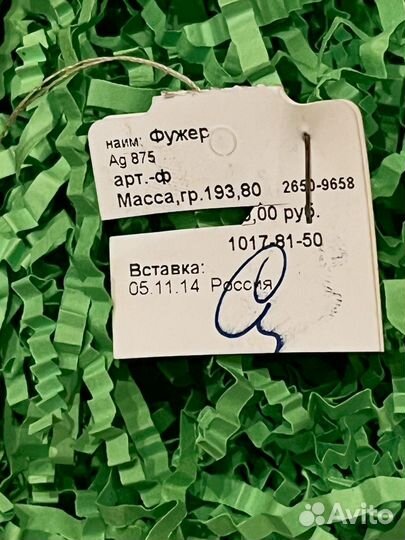 наим: Фужер
Ag 875
арт.-ф
Масса,гр.193,80 2650-9658
,00 руб.
1017-81-50
Вставка:
05.11.14 Россия
Avito